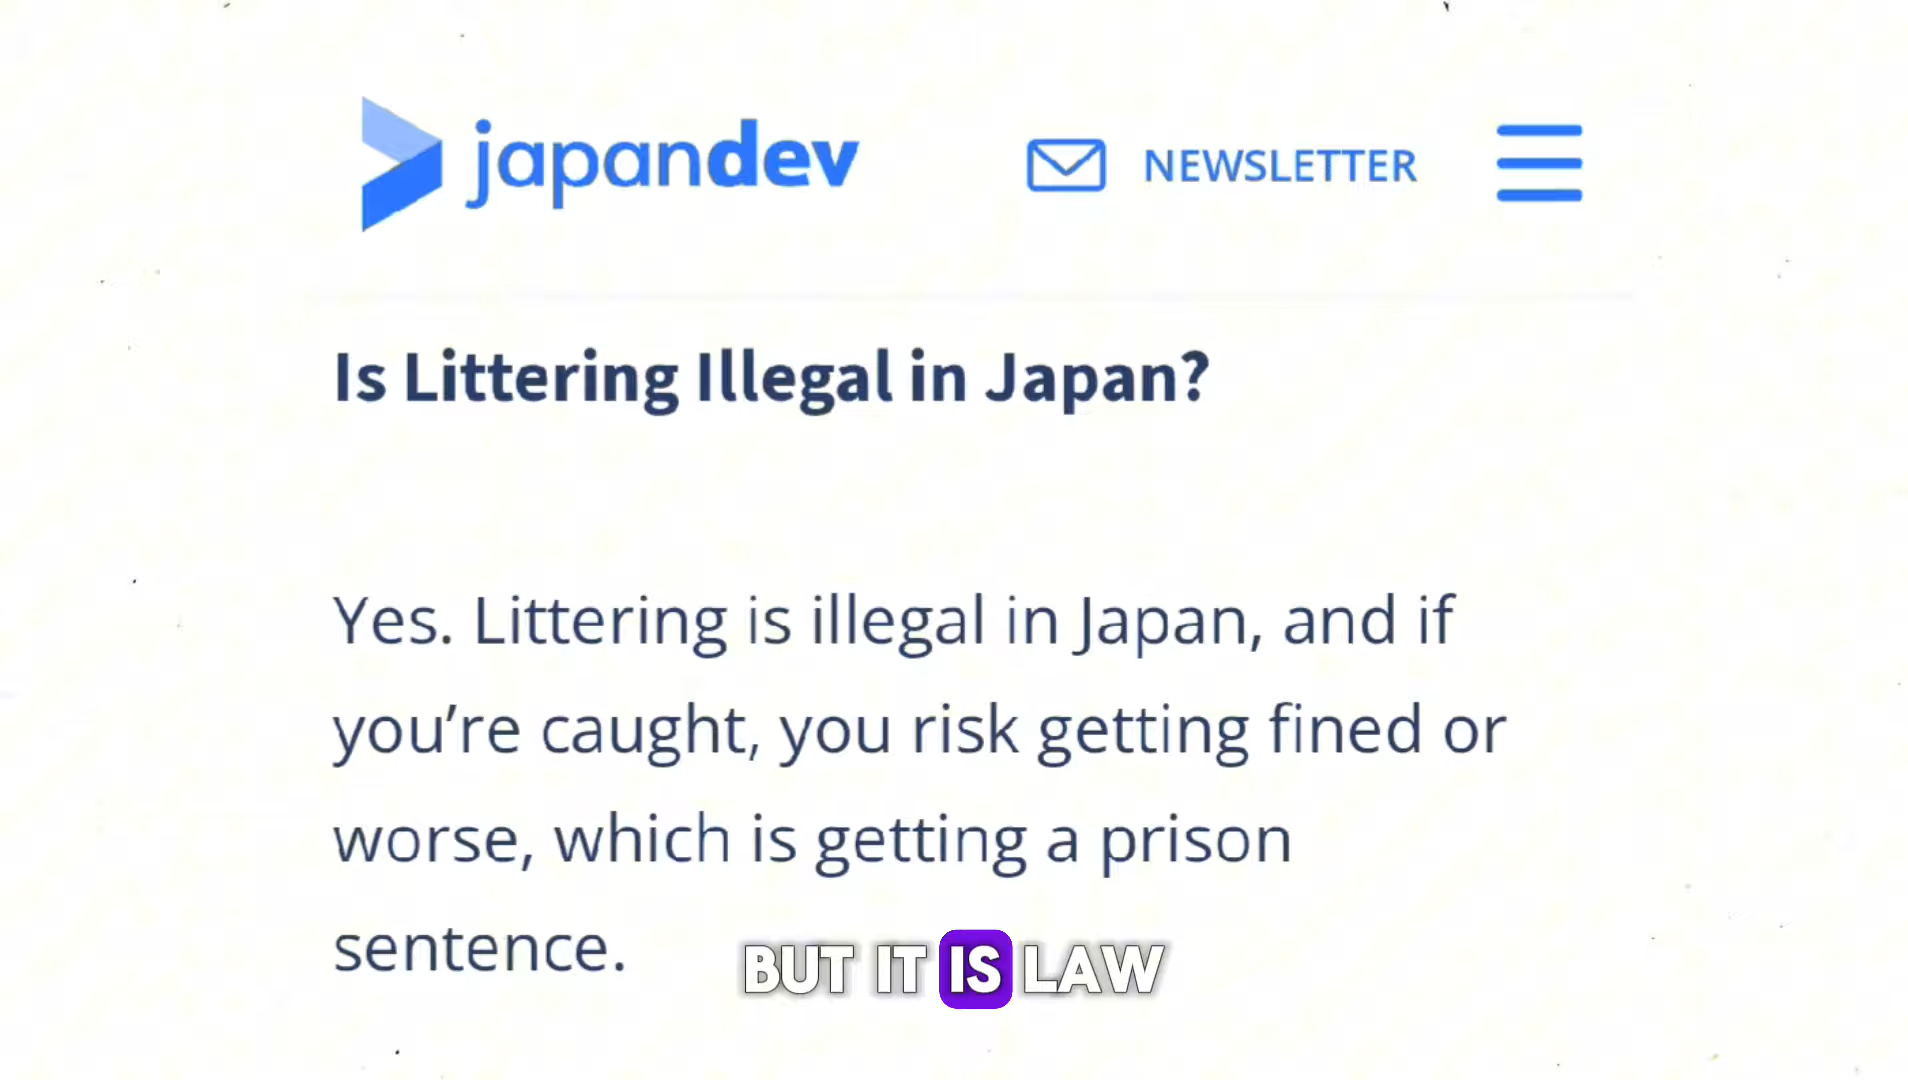 japandev
NEWSLETTER
Is Littering Illegal in Japan?
Yes. Littering is illegal in Japan, and if
you’re caught, you risk getting fined or
worse, which is getting a prison
sentence.
BUT IT IS LAW